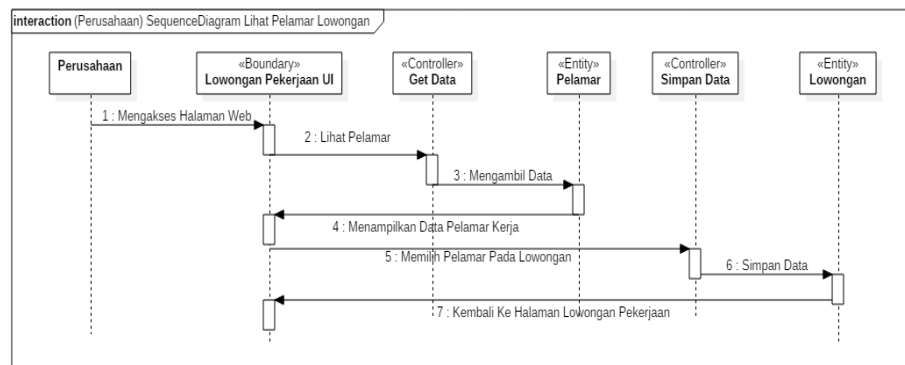 interaction (Perusahaan) SequenceDiagram Lihat Pelamar Lowongan
Perusahaan
«Boundary»
Lowongan Pekerjaan UI
«Controller»
Get Data
«Entity»
Pelamar
«Controller»
Simpan Data
«Entity»
Lowongan
1 : Mengakses Halaman Web
2 : Lihat Pelamar
3 : Mengambil Data
4 : Menampilkan Data Pelamar Kerja
5 : Memilih Pelamar Pada Lowongan
6 : Simpan Data
7 : Kembali Ke Halaman Lowongan Pekerjaan